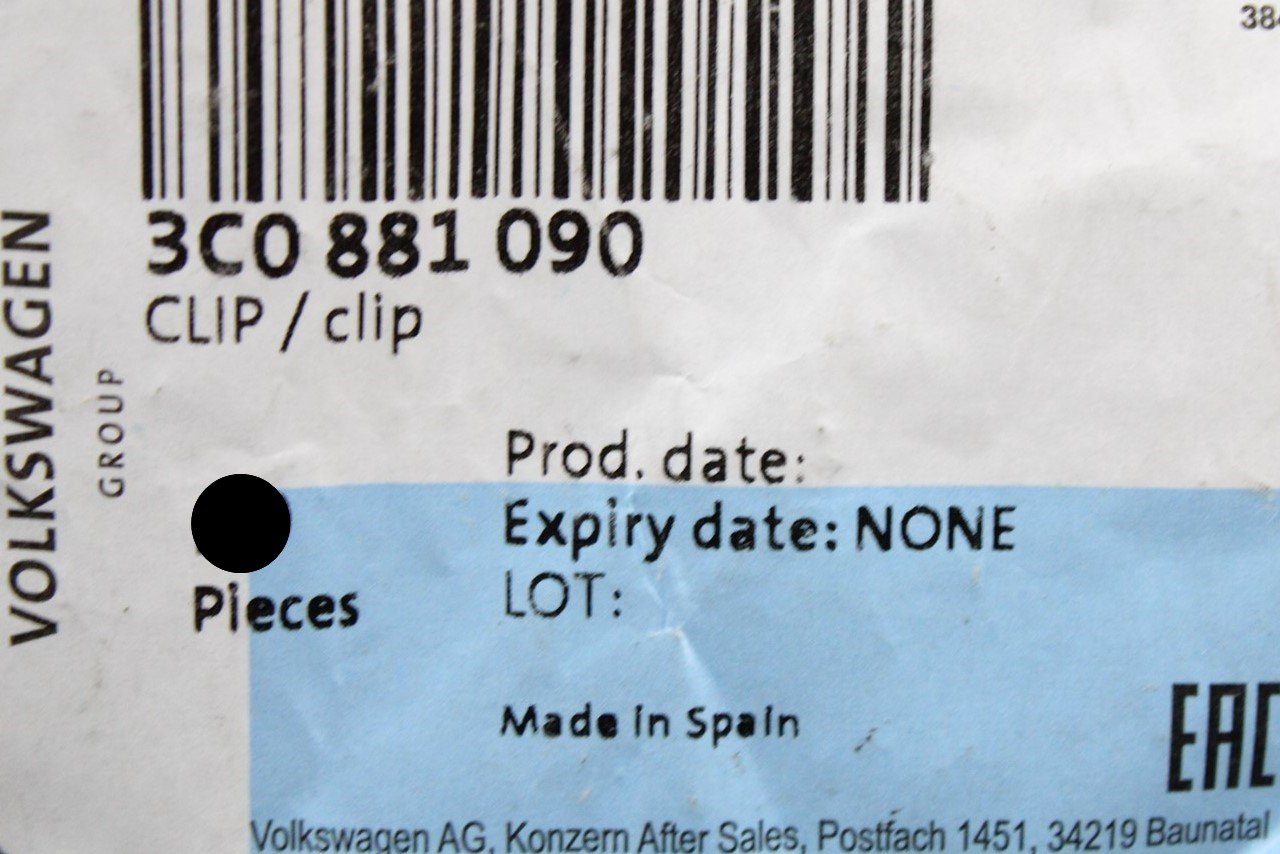 38
3C0 881 090
CLIP / clip
VOLKSWAGEN
GROUP
Prod. date:
Expiry date: NONE
Pieces
LOT:
Made in Spain
EAC
Volkswagen AG, Konzern After Sales, Postfach 1451, 34219 Baunatal